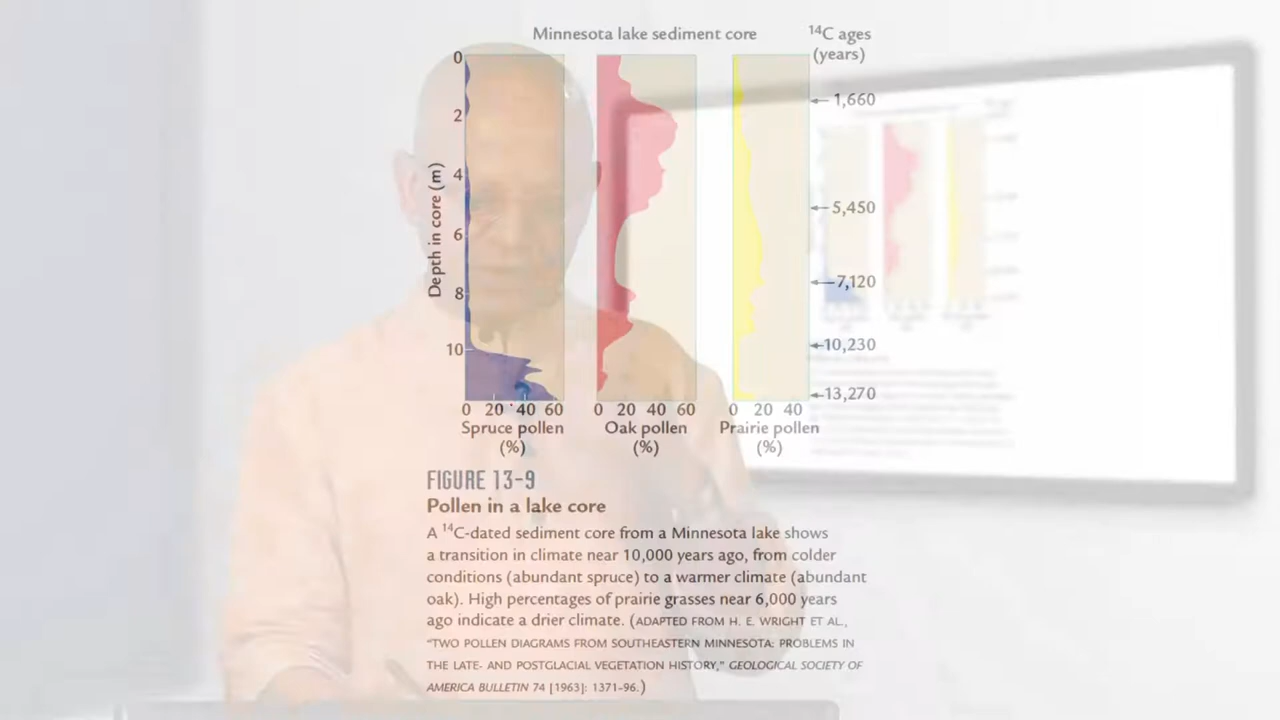 Minnesota lake sediment core
¹⁴C ages
(years)
0
2
4
6
8
10
Depth in core (m)
1,660
5,450
7,120
10,230
13,270
0 20 40 60
0 20 40 60
0 20 40
Spruce pollen
(%)
Oak pollen
(%)
Prairie pollen
(%)
FIGURE 13–9
Pollen in a lake core
A ¹⁴C-dated sediment core from a Minnesota lake shows
a transition in climate near 10,000 years ago, from colder
conditions (abundant spruce) to a warmer climate (abundant
oak). High percentages of prairie grasses near 6,000 years
ago indicate a drier climate. (ADAPTED FROM H. E. WRIGHT ET AL.,
"TWO POLLEN DIAGRAMS FROM SOUTHEASTERN MINNESOTA: PROBLEMS IN
THE LATE- AND POSTGLACIAL VEGETATION HISTORY," GEOLOGICAL SOCIETY OF
AMERICA BULLETIN 74 [1963]: 1371–96.)